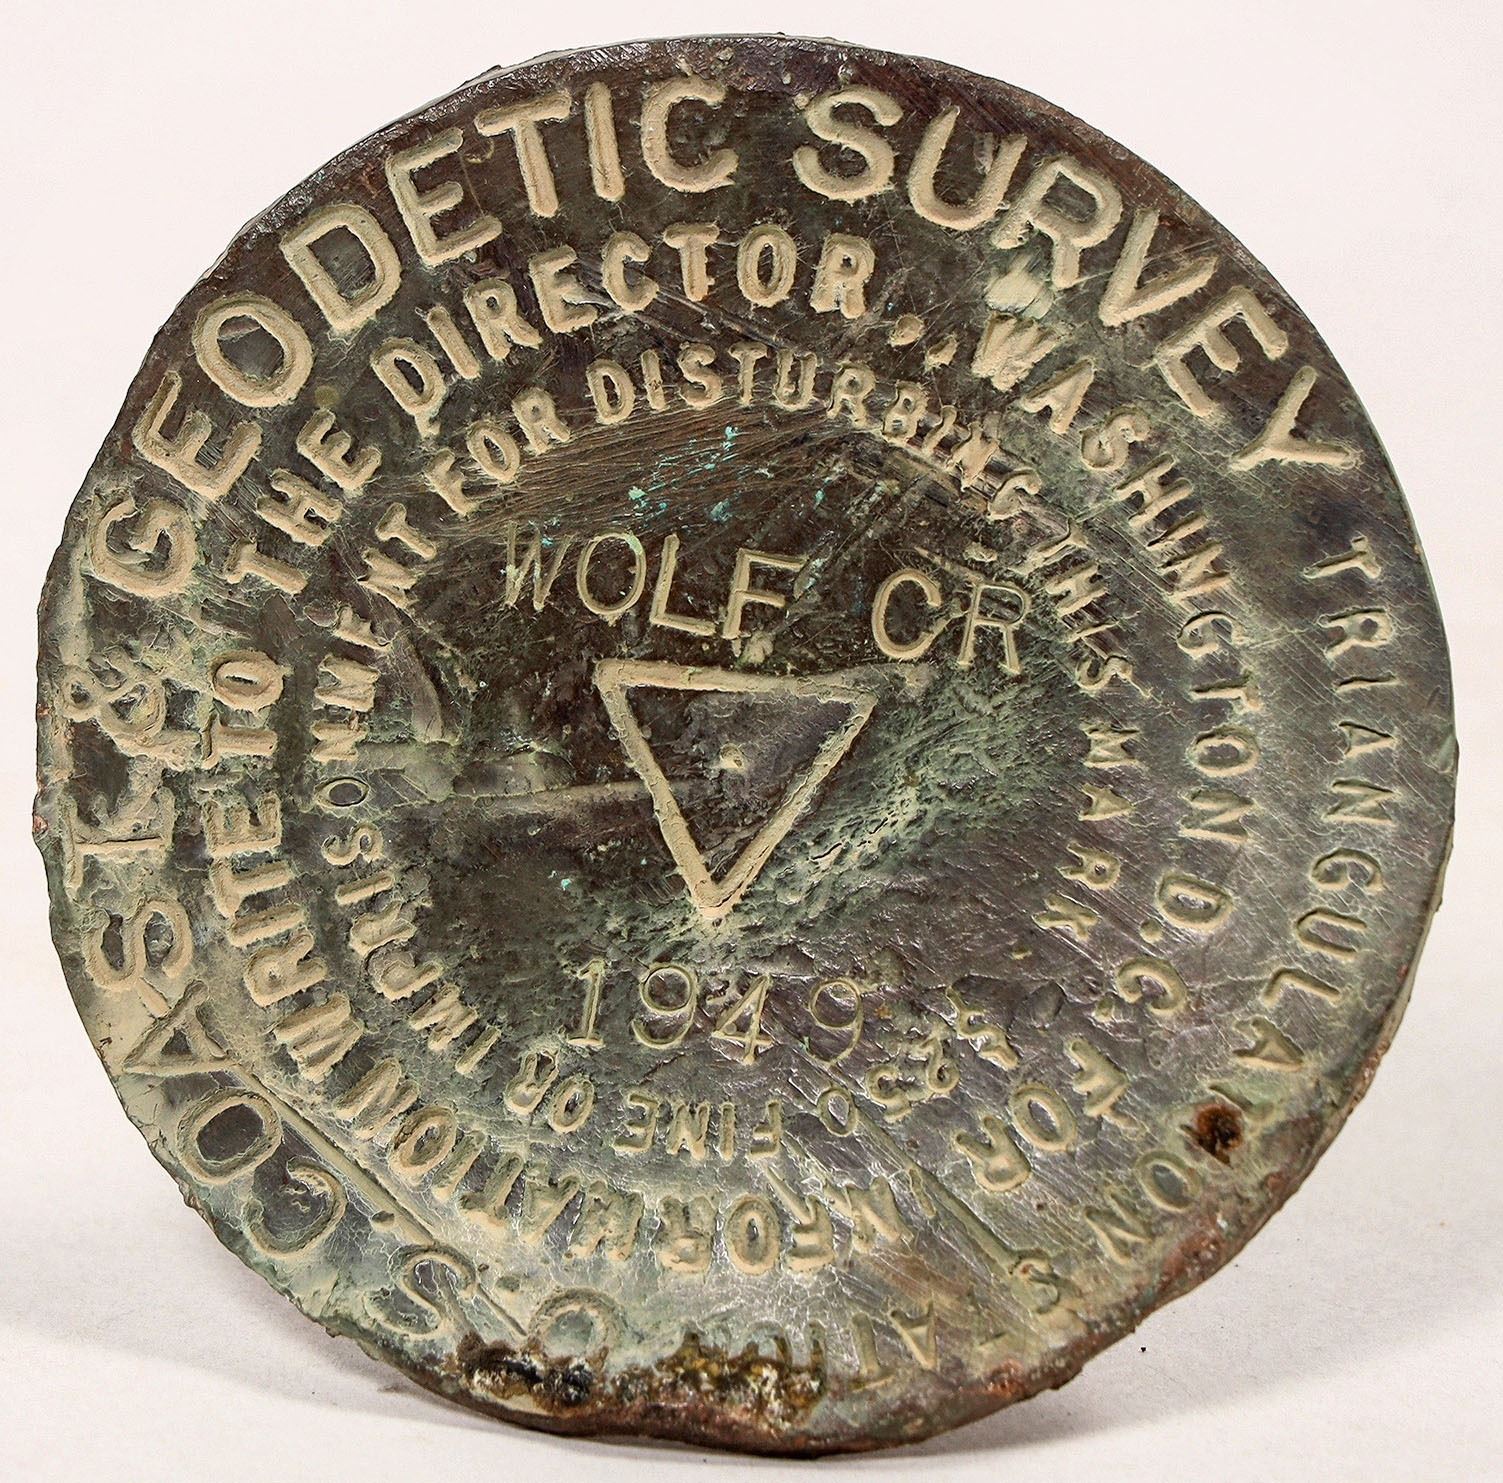 S. COAST & GEODETIC SURVEY
TRIANGULATION STATI
WRITE TO THE DIRECTOR, WASHINGTON D.C. FOR INFORMATION
$250 FINE OR IMPRISONMENT FOR DISTURBING THIS MARK
WOLF CR
1949